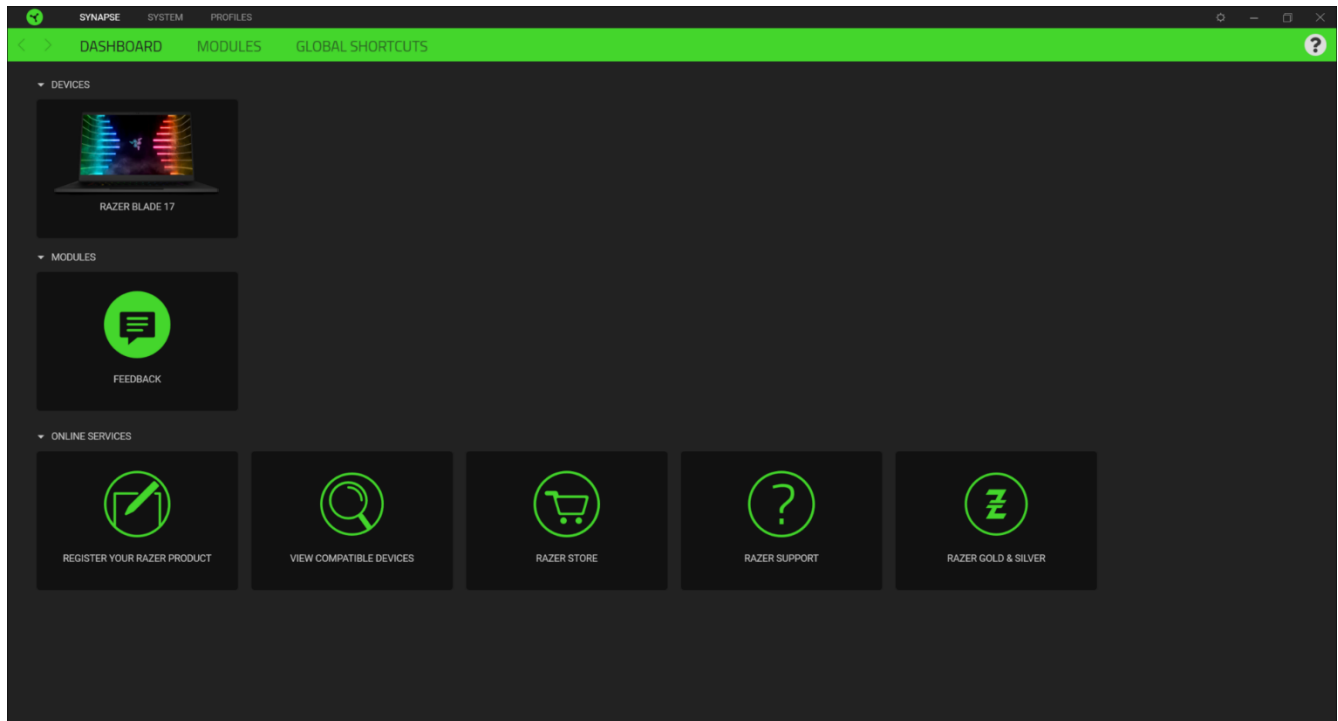 SYNAPSE SYSTEM PROFILES
DASHBOARD MODULES GLOBAL SHORTCUTS ?
DEVICES
RAZER BLADE 17
MODULES
FEEDBACK
ONLINE SERVICES
REGISTER YOUR RAZER PRODUCT
VIEW COMPATIBLE DEVICES
RAZER STORE
RAZER SUPPORT
RAZER GOLD & SILVER